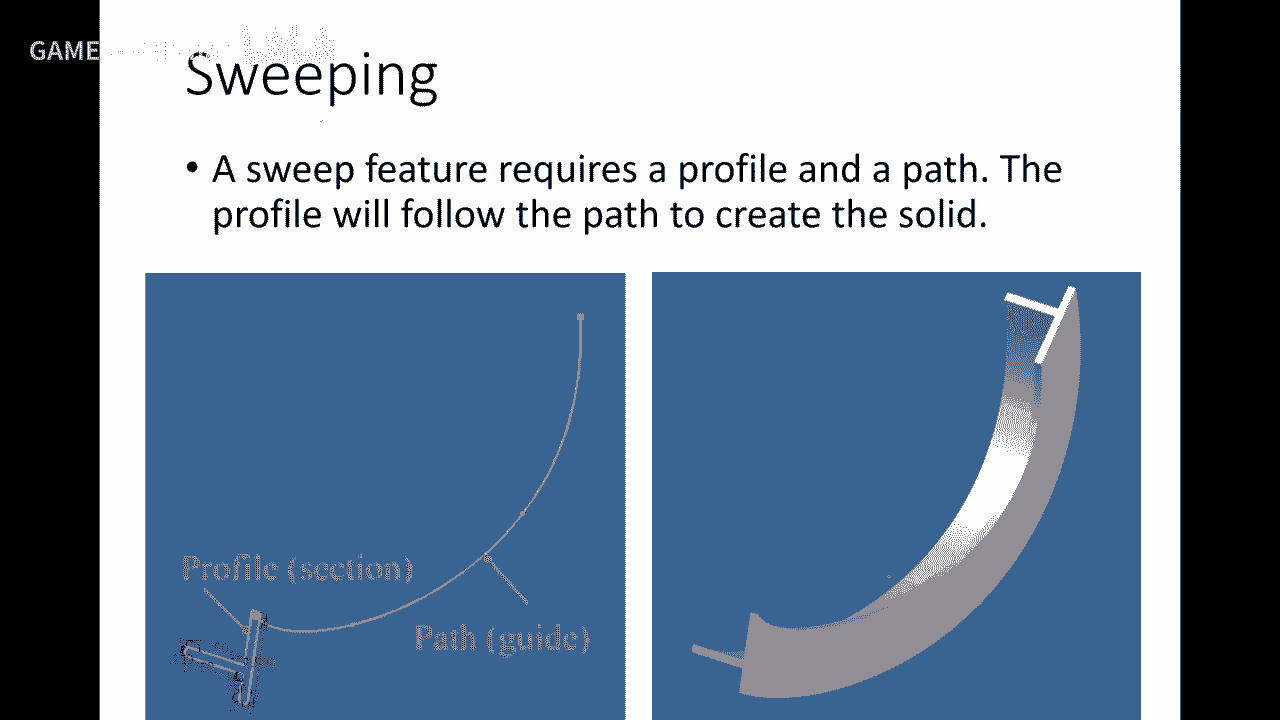 GAME
Sweeping
• A sweep feature requires a profile and a path. The
profile will follow the path to create the solid.
Profile (section)
Path (guide)